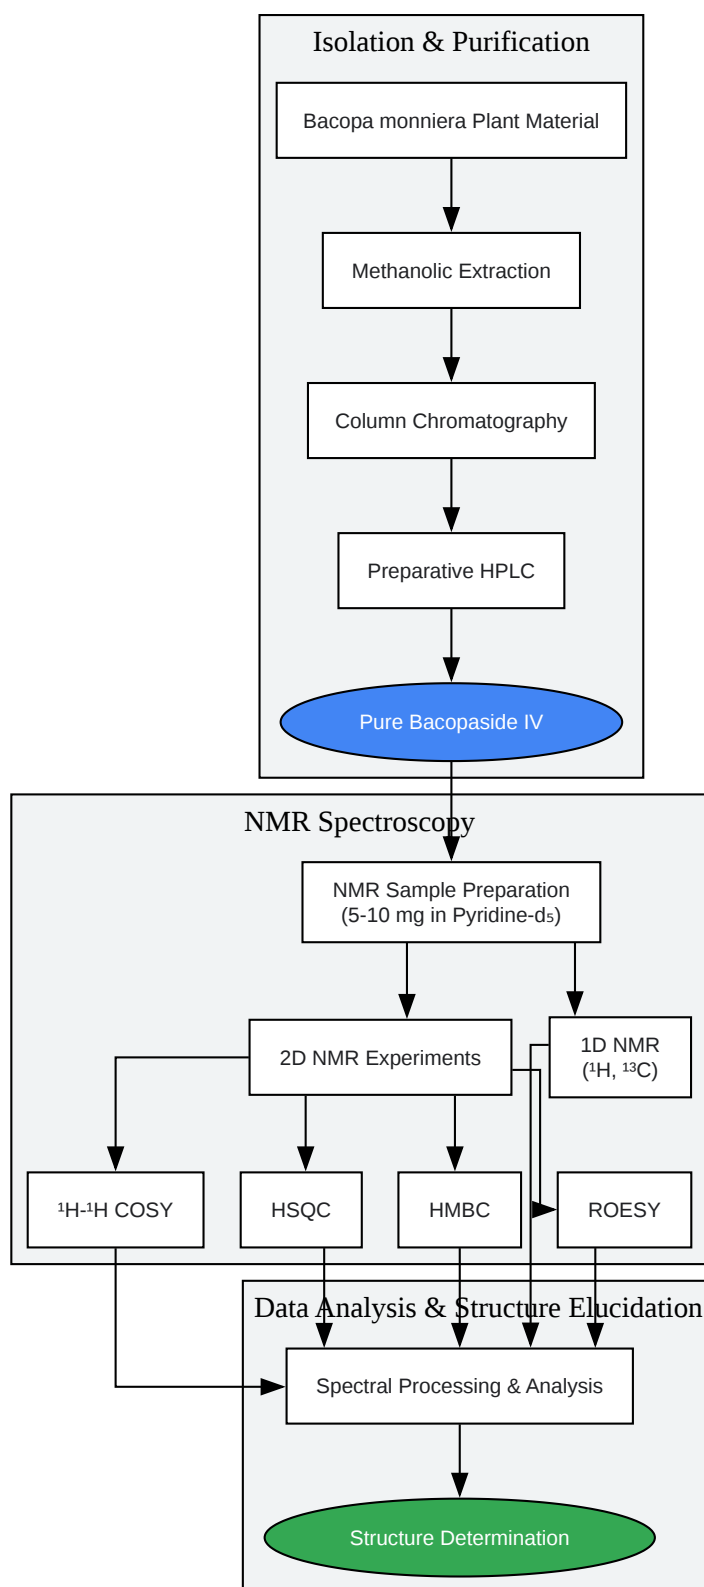 Isolation & Purification
Bacopa monniera Plant Material
Methanolic Extraction
Column Chromatography
Preparative HPLC
Pure Bacopaside IV
NMR Spectroscopy
NMR Sample Preparation
(5-10 mg in Pyridine-d₅)
2D NMR Experiments
1D NMR
(¹H, ¹³C)
¹H-¹H COSY
HSQC
HMBC
ROESY
Data Analysis & Structure Elucidation
Spectral Processing & Analysis
Structure Determination